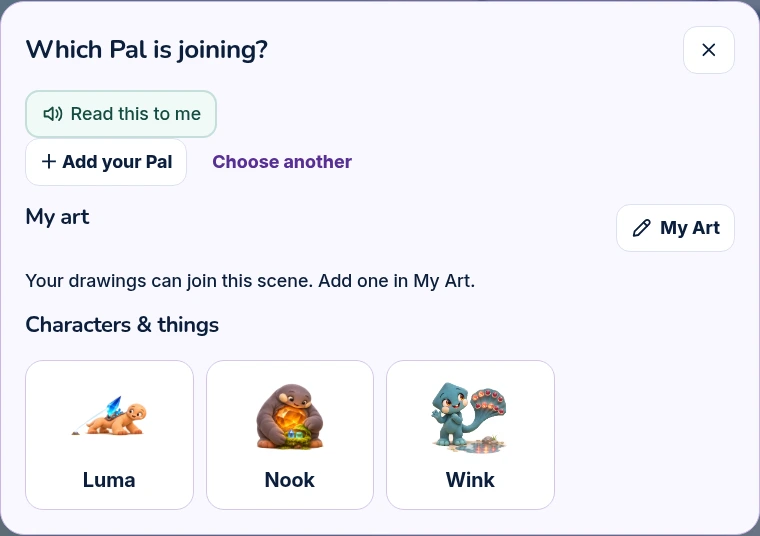 Which Pal is joining?
Read this to me
Add your Pal
Choose another
My art
My Art
Your drawings can join this scene. Add one in My Art.
Characters & things
Luma
Nook
Wink